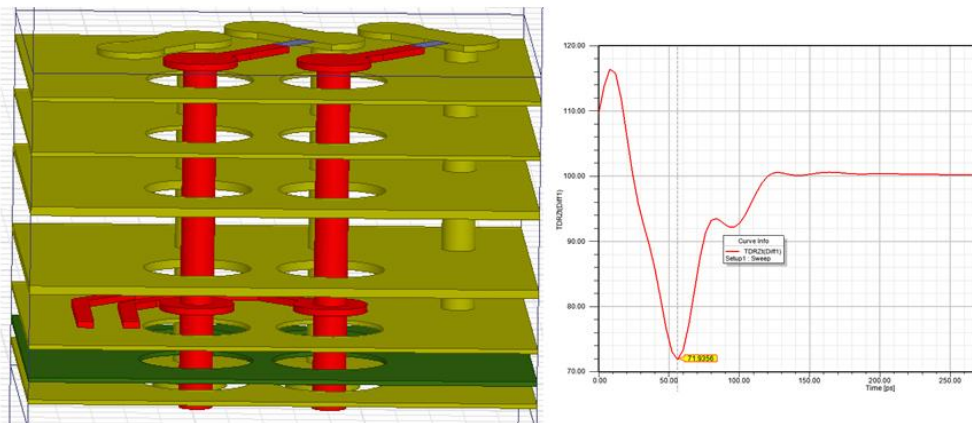 120.00
110.00
100.00
TDRZt(Diff1)
90.00
Curve Info
TDRZt(Diff1)
Setup1 : Sweep
80.00
71.9356
70.00
0.00 50.00 100.00 150.00 200.00 250.00
Time [ps]